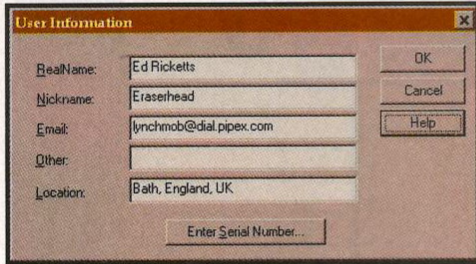 User Information
RealName:
Ed Ricketts
OK
Nickname:
Eraserhead
Cancel
Email:
lynchmob@dial.pipex.com
Help
Other:
Location:
Bath, England, UK
Enter Serial Number...